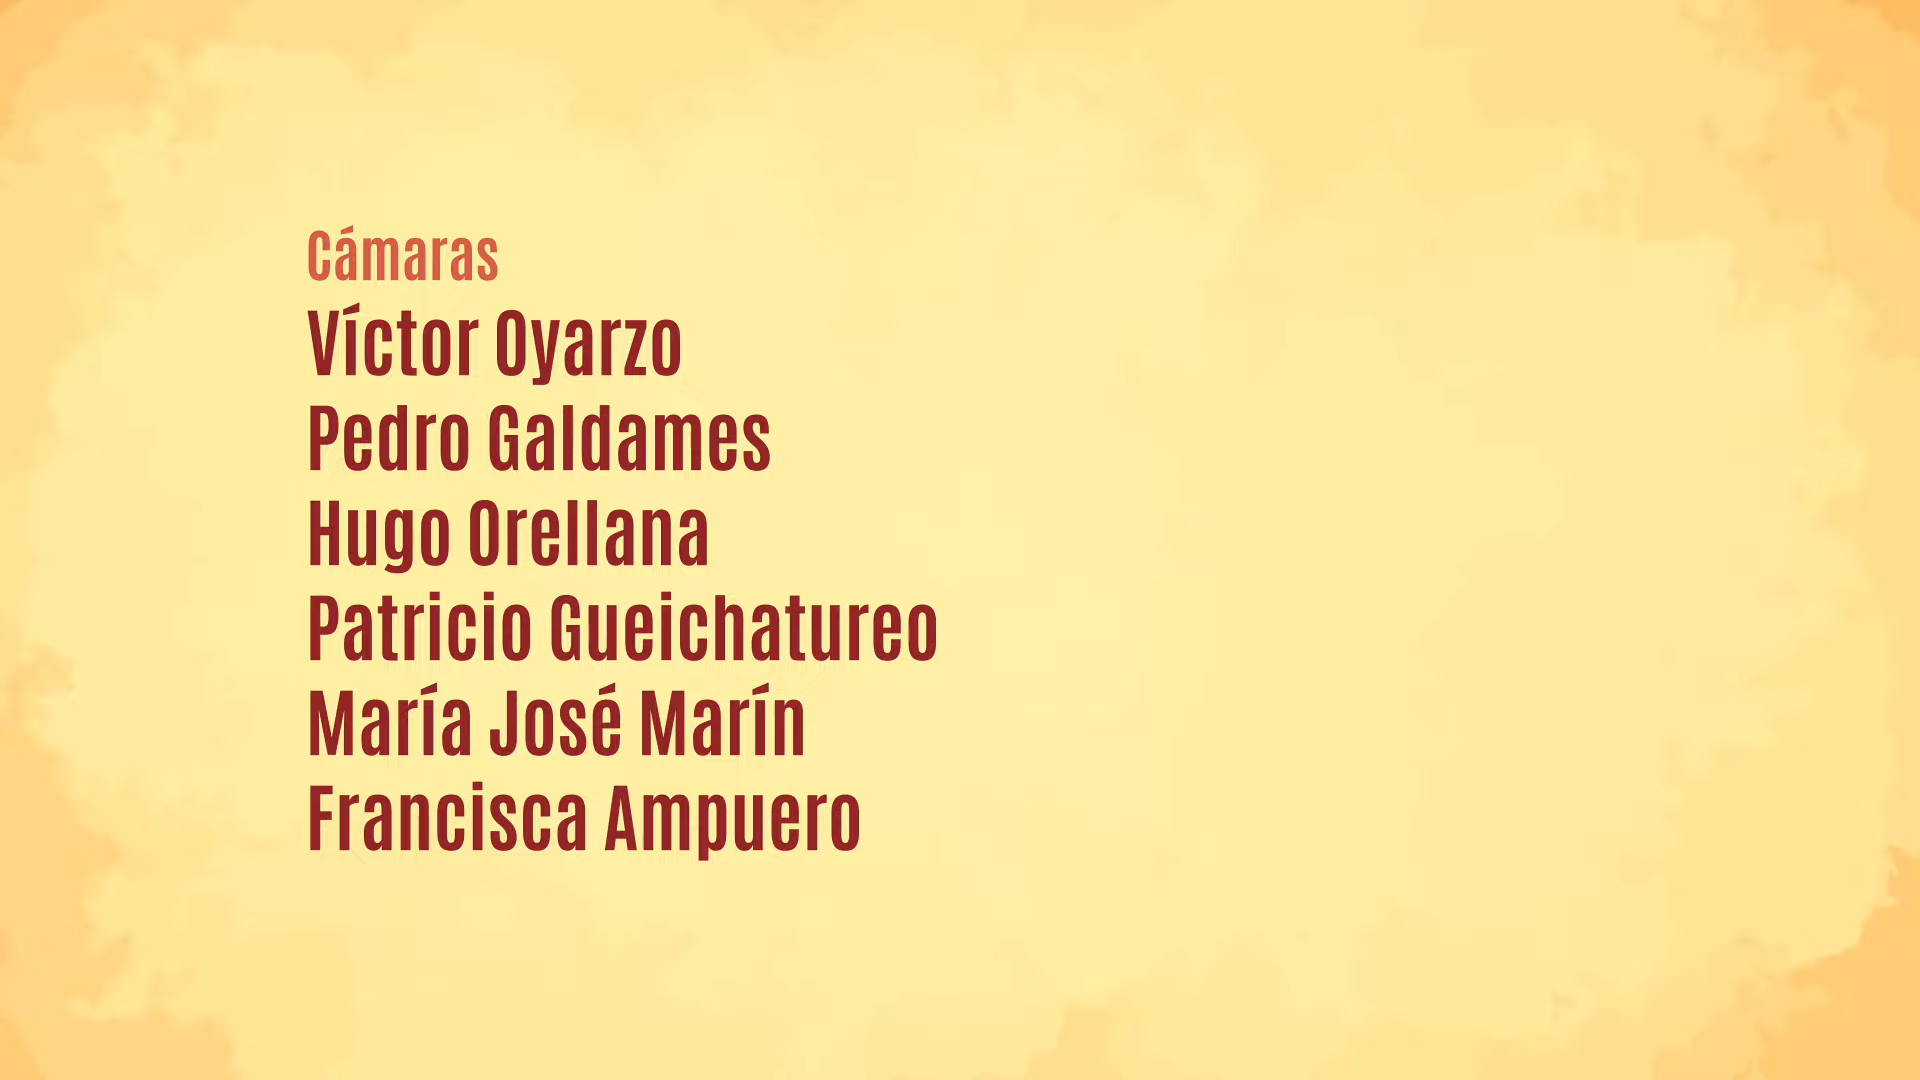 Cámaras
Víctor Oyarzo
Pedro Galdames
Hugo Orellana
Patricio Gueichatureo
María José Marín
Francisca Ampuero